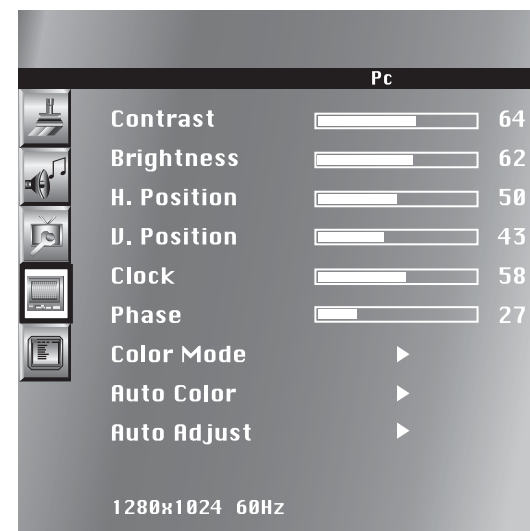 Pc
Contrast 64
Brightness 62
H. Position 50
V. Position 43
Clock 58
Phase 27
Color Mode
Auto Color
Auto Adjust
1280x1024 60Hz